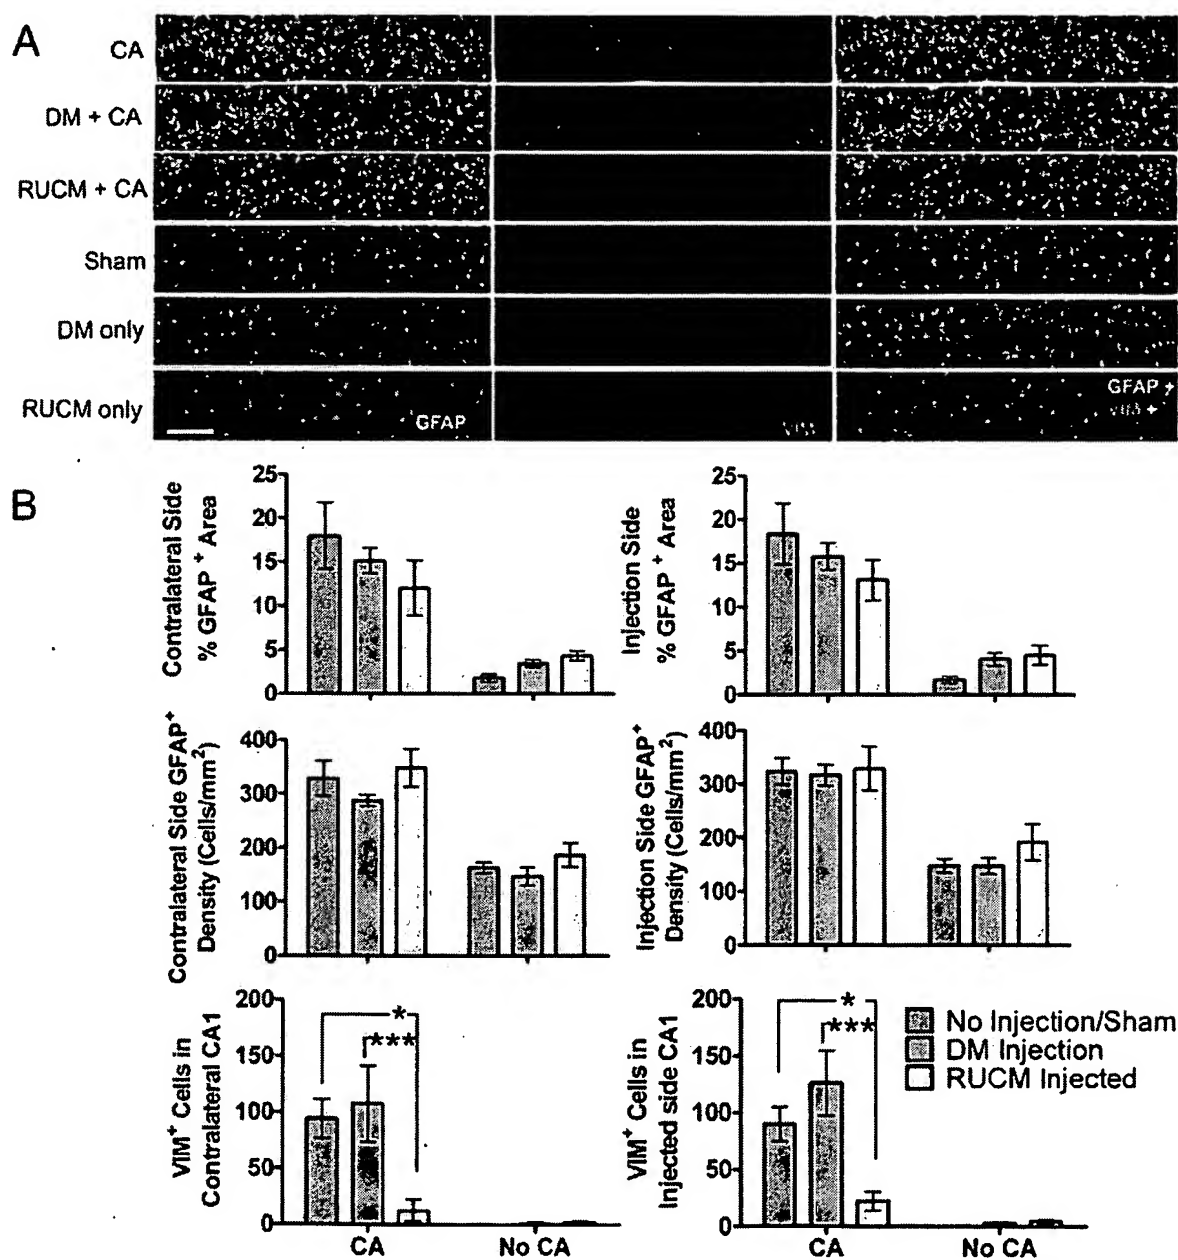 A
CA
DM + CA
RUCM + CA
Sham
DM only
RUCM only
GFAP
VIM
GFAP +
VIM +
B
Contralateral Side
% GFAP + Area
25
20
15
10
5
0
Injection Side
% GFAP + Area
25
20
15
10
5
0
Contralateral Side GFAP+
Density (Cells/mm2)
400
300
200
100
0
Injection Side GFAP+
Density (Cells/mm2)
400
300
200
100
0
VIM+ Cells in
Contralateral CA1
200
150
100
50
0
*
***
CA
No CA
VIM+ Cells in
Injected side CA1
200
150
100
50
0
*
***
CA
No CA
No Injection/Sham
DM Injection
RUCM Injected